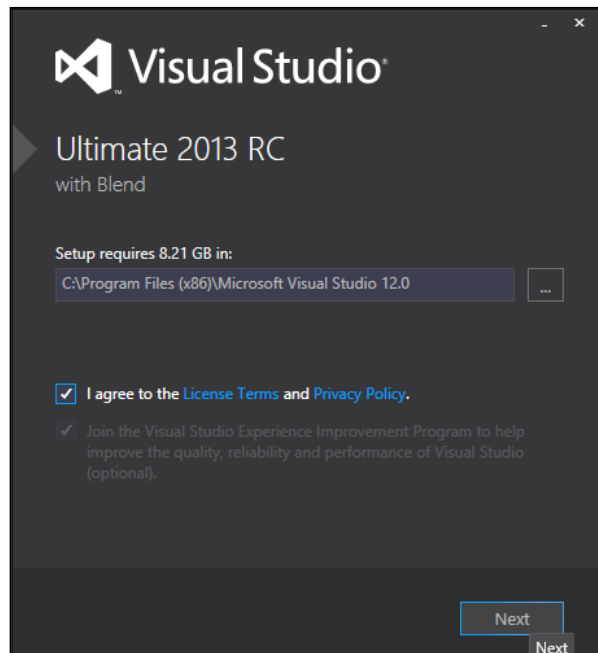 Visual Studio®
™
Ultimate 2013 RC
with Blend
Setup requires 8.21 GB in:
C:\Program Files (x86)\Microsoft Visual Studio 12.0
...
I agree to the License Terms and Privacy Policy.
Join the Visual Studio Experience Improvement Program to help
improve the quality, reliability and performance of Visual Studio
(optional).
Next
Next